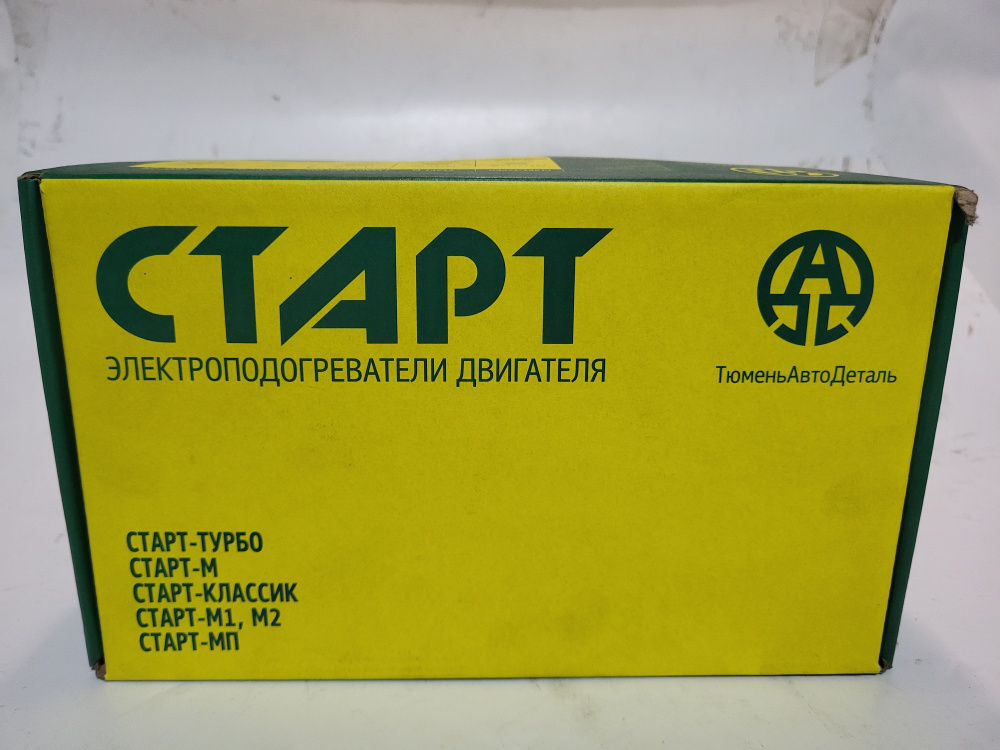 СТАРТ
ЭЛЕКТРОПОДОГРЕВАТЕЛИ ДВИГАТЕЛЯ
ТюменьАвтоДеталь
СТАРТ-ТУРБО
СТАРТ-М
СТАРТ-КЛАССИК
СТАРТ-М1, М2
СТАРТ-МП